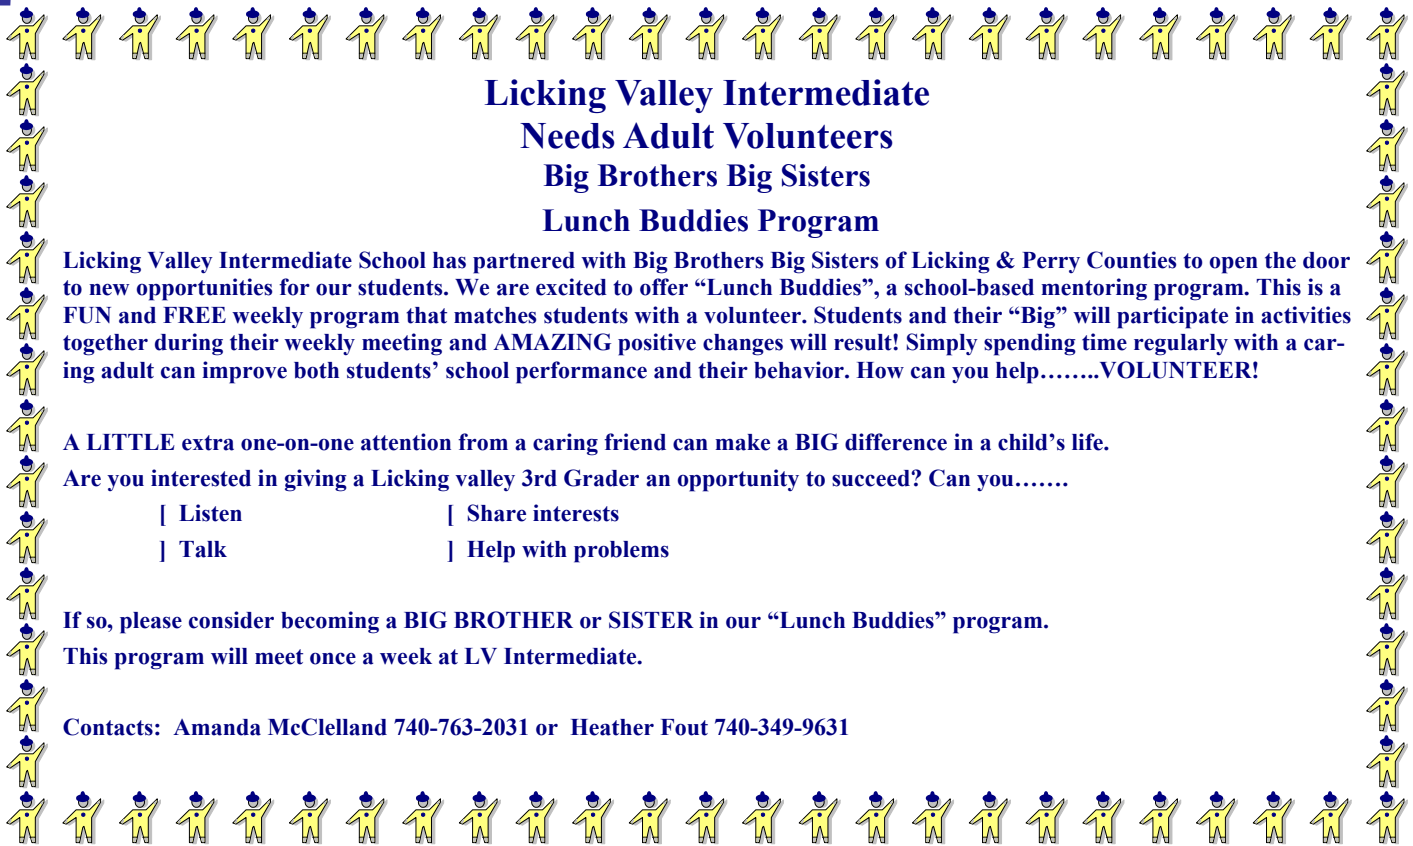 Licking Valley Intermediate
Needs Adult Volunteers
Big Brothers Big Sisters
Lunch Buddies Program
Licking Valley Intermediate School has partnered with Big Brothers Big Sisters of Licking & Perry Counties to open the door
to new opportunities for our students. We are excited to offer “Lunch Buddies”, a school-based mentoring program. This is a
FUN and FREE weekly program that matches students with a volunteer. Students and their “Big” will participate in activities
together during their weekly meeting and AMAZING positive changes will result! Simply spending time regularly with a car-
ing adult can improve both students’ school performance and their behavior. How can you help……..VOLUNTEER!
A LITTLE extra one-on-one attention from a caring friend can make a BIG difference in a child’s life.
Are you interested in giving a Licking valley 3rd Grader an opportunity to succeed? Can you…….
[ Listen [ Share interests
] Talk ] Help with problems
If so, please consider becoming a BIG BROTHER or SISTER in our “Lunch Buddies” program.
This program will meet once a week at LV Intermediate.
Contacts: Amanda McClelland 740-763-2031 or Heather Fout 740-349-9631